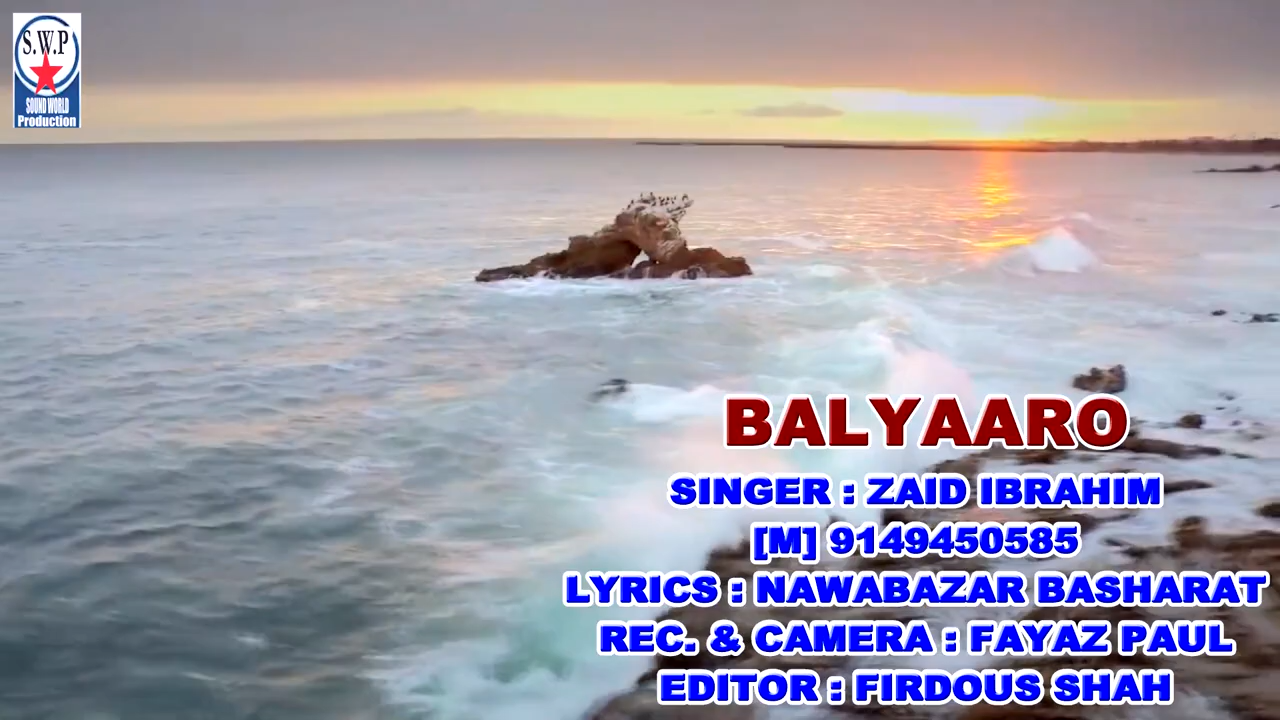 S.W.P
SOUND WORLD
Production
BALYAARO
SINGER : ZAID IBRAHIM
[M] 9149450585
LYRICS : NAWABAZAR BASHARAT
REC. & CAMERA : FAYAZ PAUL
EDITOR : FIRDOUS SHAH